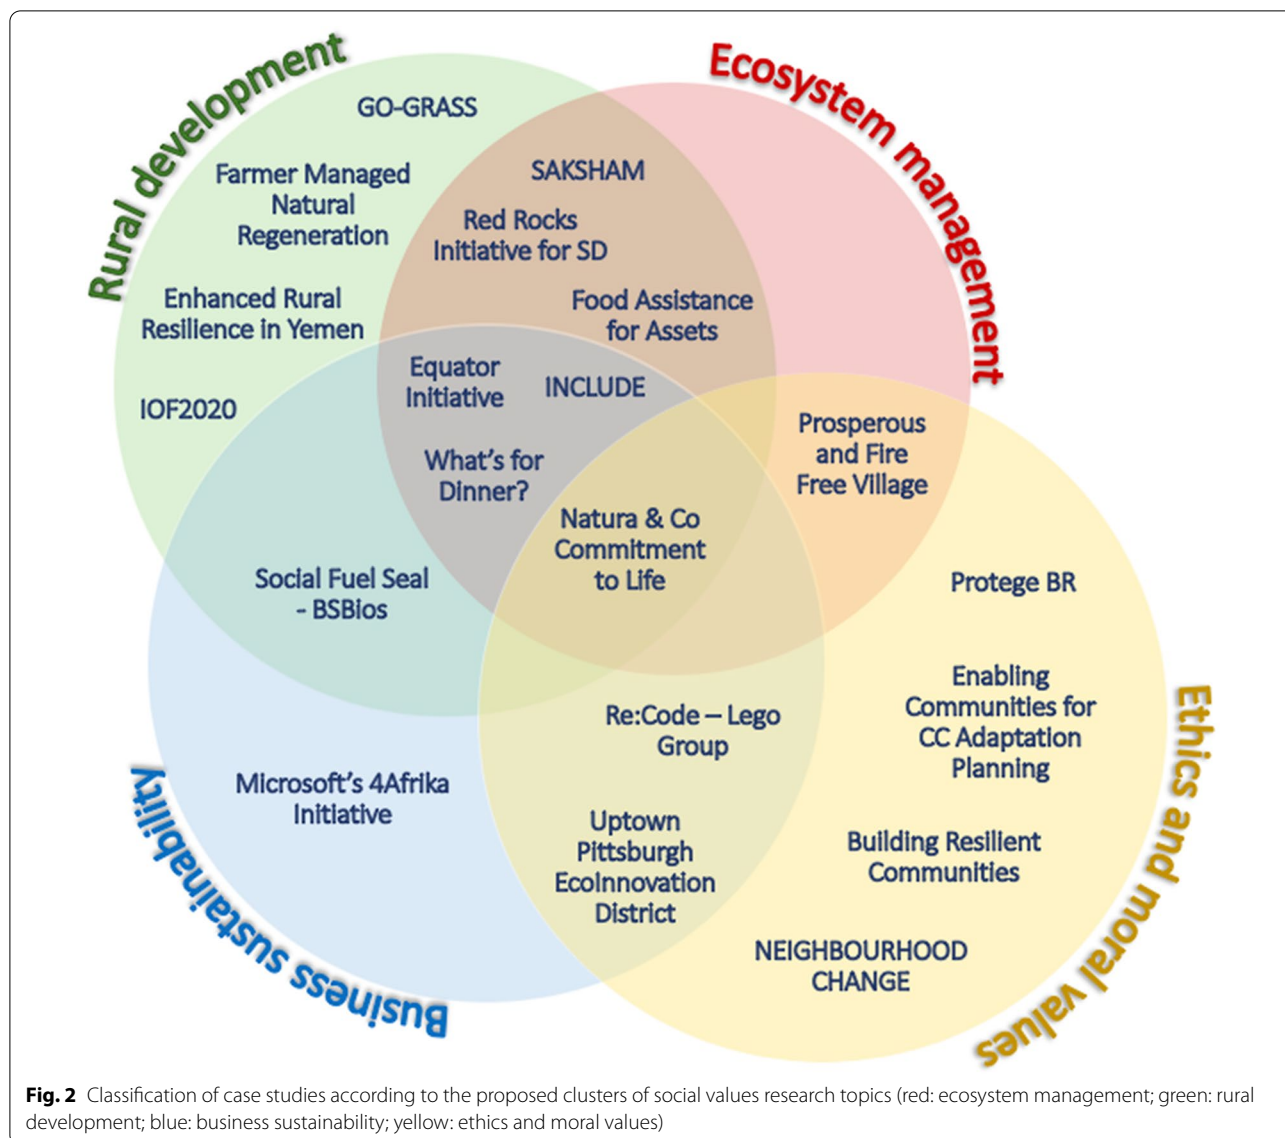 Rural development
Ecosystem management
GO-GRASS
SAKSHAM
Farmer Managed
Natural
Regeneration
Red Rocks
Initiative for SD
Enhanced Rural
Resilience in Yemen
Food Assistance
for Assets
Equator
Initiative
INCLUDE
IOF2020
Prosperous
and Fire
Free Village
What's for
Dinner?
Natura & Co
Commitment
to Life
Social Fuel Seal
- BSBios
Protege BR
Enabling
Communities for
CC Adaptation
Planning
Re:Code – Lego
Group
Microsoft's 4Afrika
Initiative
Uptown
Pittsburgh
EcoInnovation
District
Building Resilient
Communities
NEIGHBOURHOOD
CHANGE
Business sustainability
Ethics and moral values
Fig. 2 Classification of case studies according to the proposed clusters of social values research topics (red: ecosystem management; green: rural
development; blue: business sustainability; yellow: ethics and moral values)